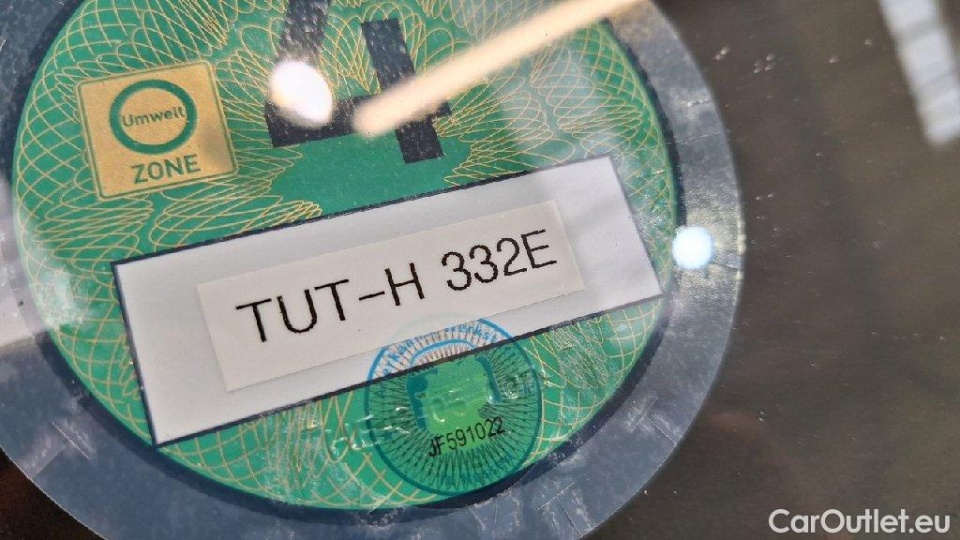 4
Umwelt
ZONE
TUT-H 332E
JF591022
CarOutlet.eu